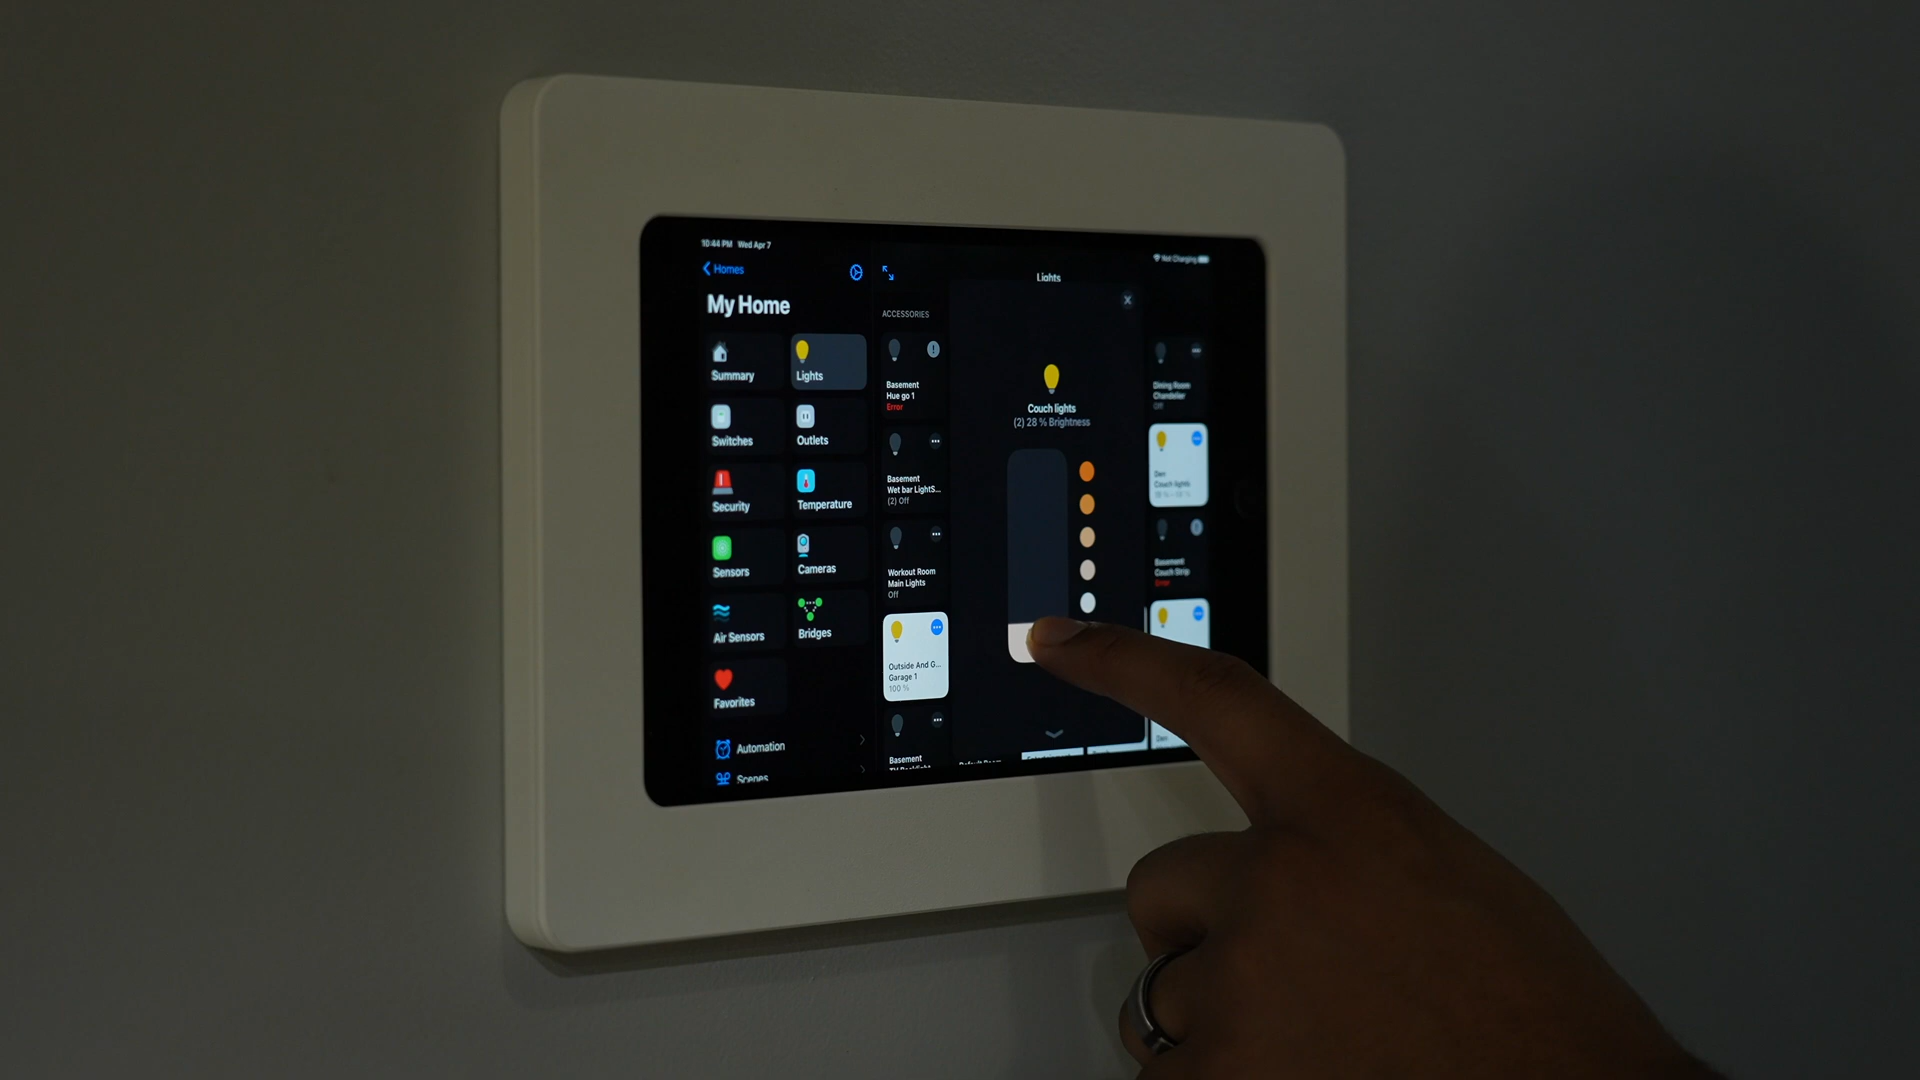 10:44 PM Wed Apr 7
Not Charging
Homes
My Home
Summary
Lights
Switches
Outlets
Security
Temperature
Sensors
Cameras
Air Sensors
Bridges
Favorites
Automation
Scenes
Lights
ACCESSORIES
Basement
Hue go 1
Error
Basement
Wet bar LightS...
(2) Off
Workout Room
Main Lights
Off
Outside And G...
Garage 1
100 %
Basement
Couch lights
(2) 28 % Brightness
Dining Room
Chandelier
Off
Den
Couch lights
Basement
Couch Strip
Error
Den